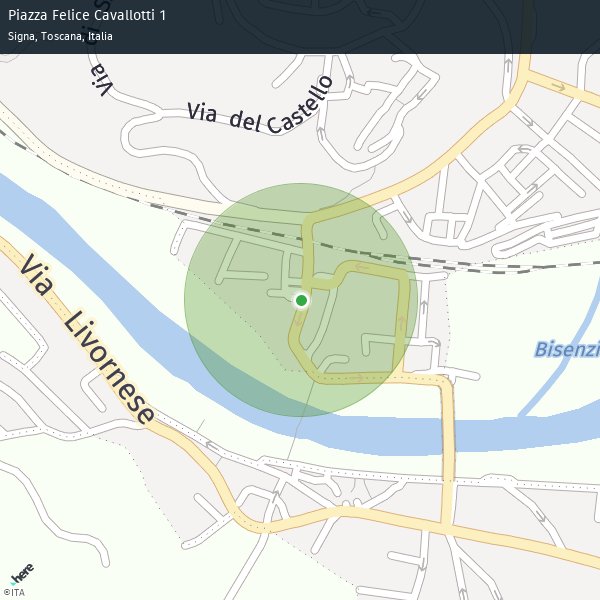 Piazza Felice Cavallotti 1
Signa, Toscana, Italia
Via
Via del Castello
Via Livornese
Bisenzi
here
©ITA